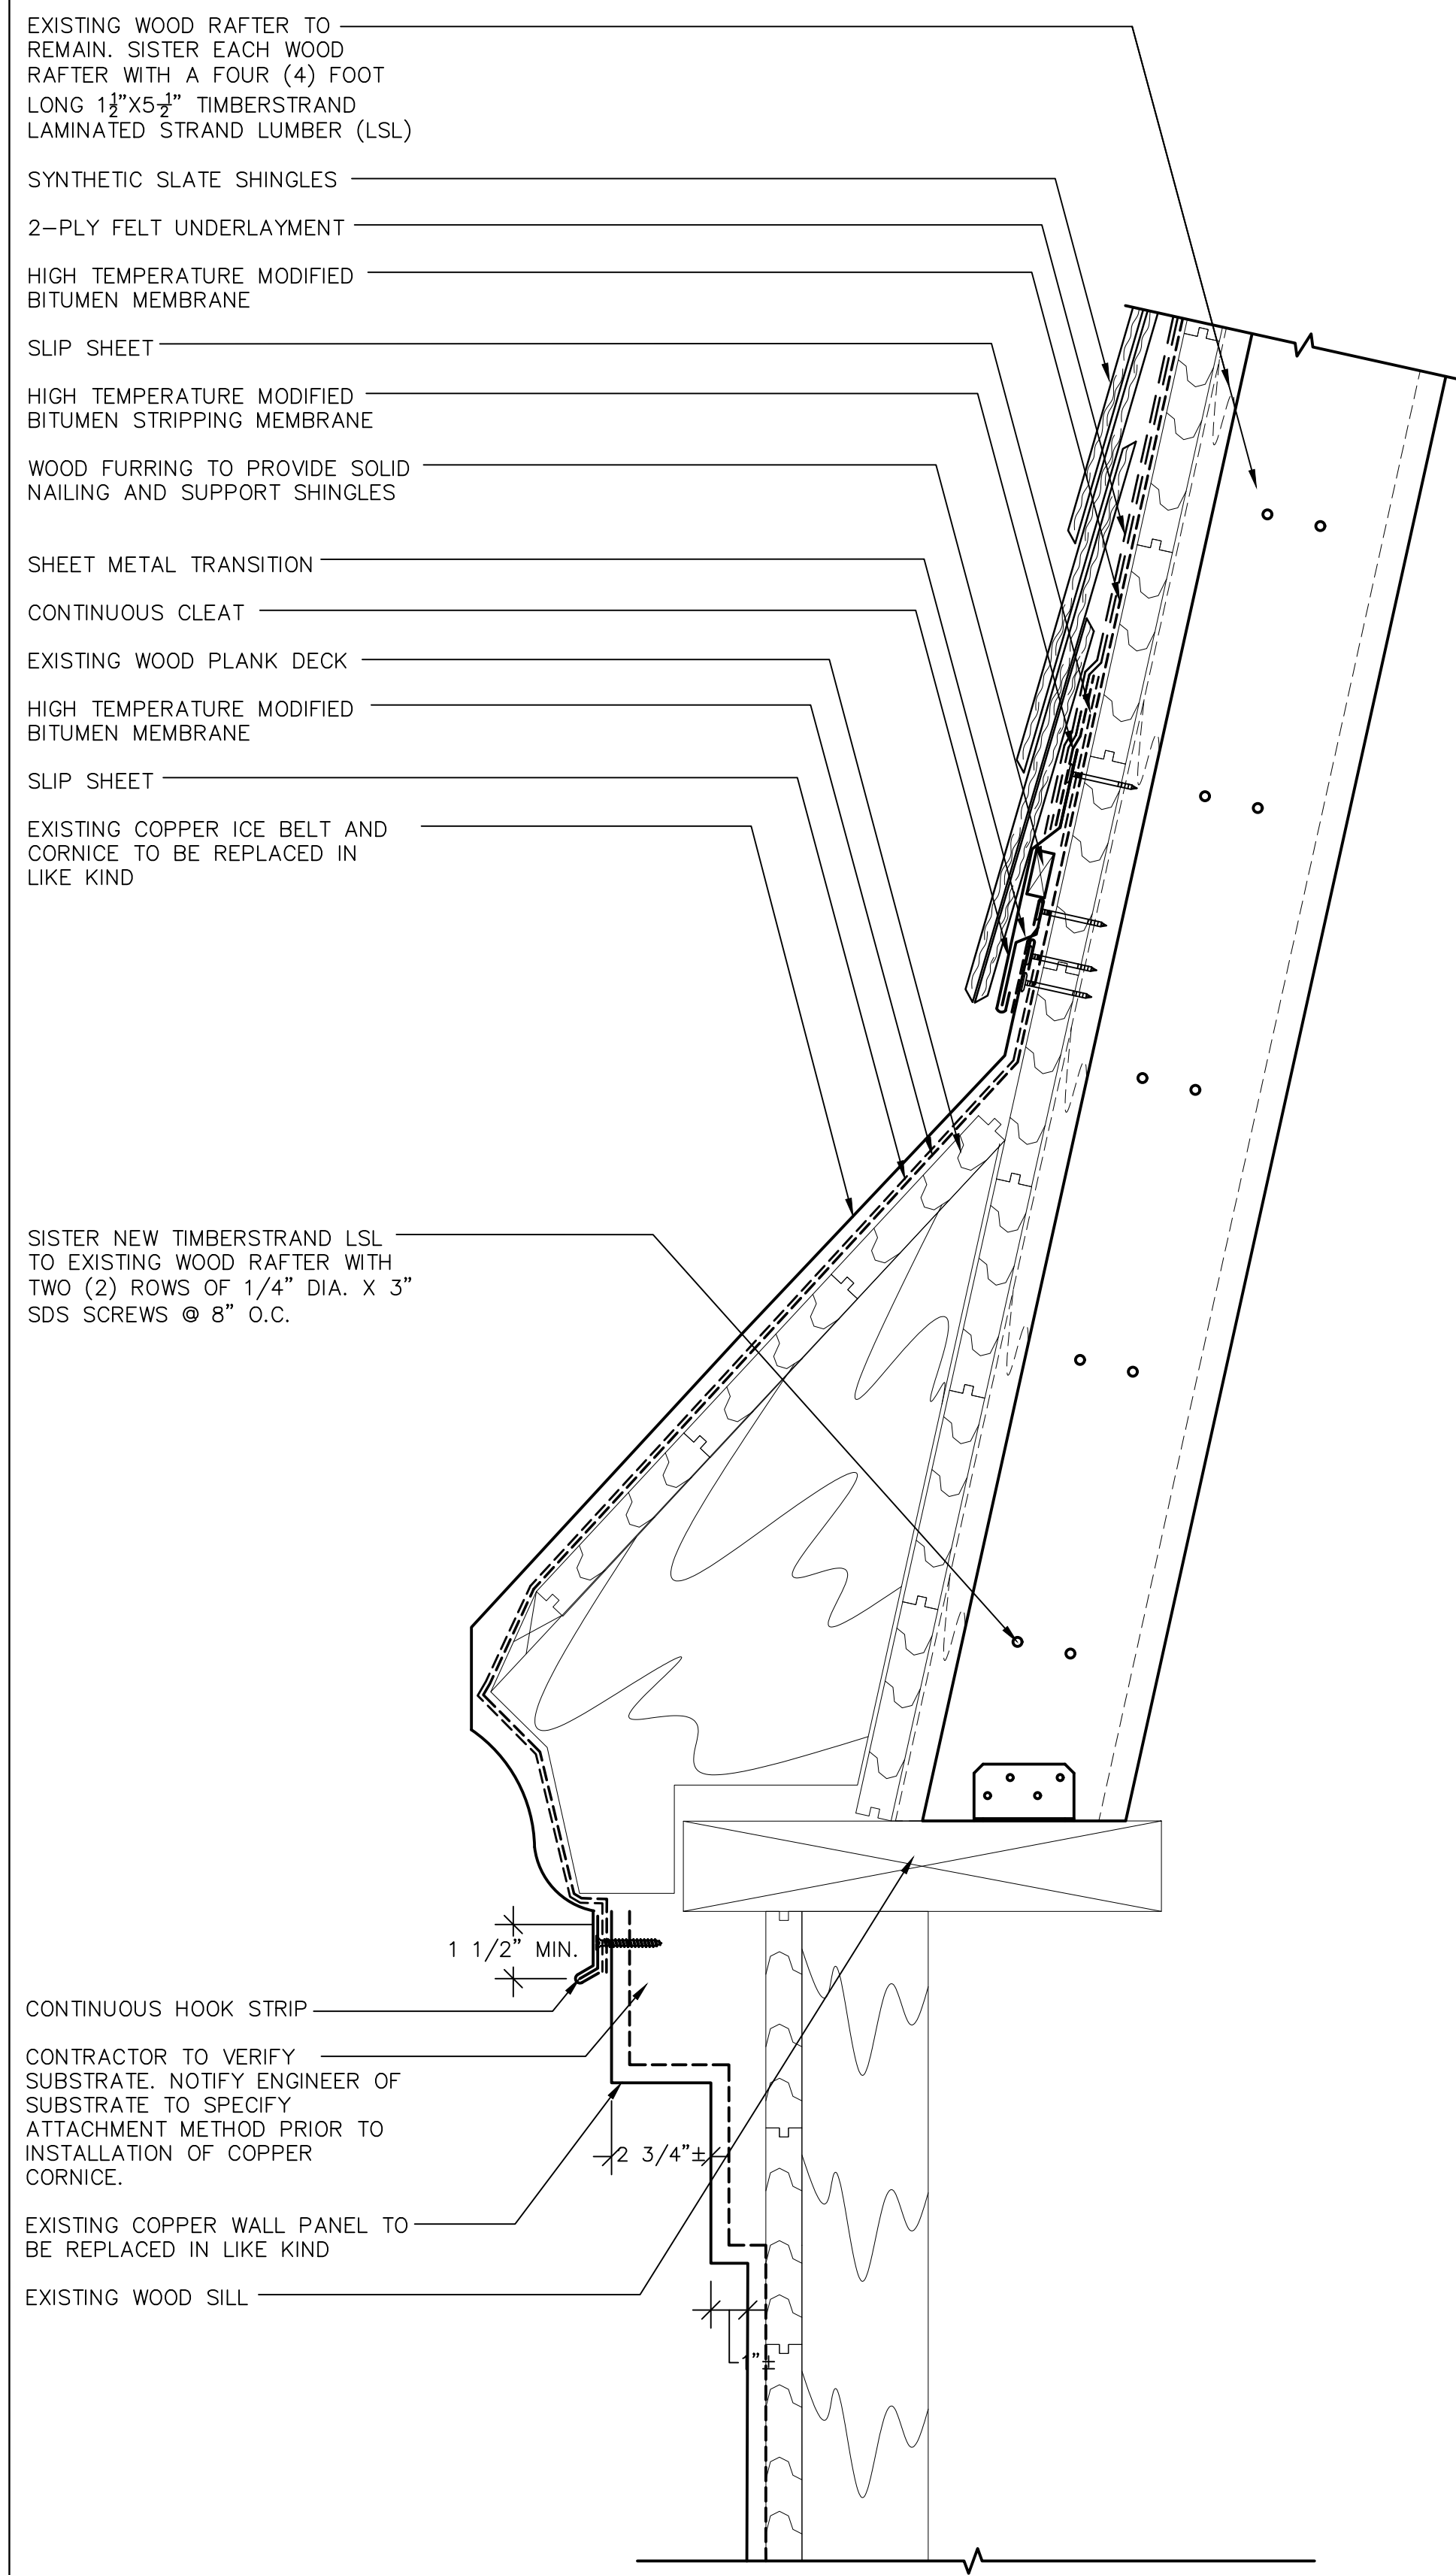 EXISTING WOOD RAFTER TO
REMAIN. SISTER EACH WOOD
RAFTER WITH A FOUR (4) FOOT
LONG 1½"X5½" TIMBERSTRAND
LAMINATED STRAND LUMBER (LSL)
SYNTHETIC SLATE SHINGLES
2-PLY FELT UNDERLAYMENT
HIGH TEMPERATURE MODIFIED
BITUMEN MEMBRANE
SLIP SHEET
HIGH TEMPERATURE MODIFIED
BITUMEN STRIPPING MEMBRANE
WOOD FURRING TO PROVIDE SOLID
NAILING AND SUPPORT SHINGLES
SHEET METAL TRANSITION
CONTINUOUS CLEAT
EXISTING WOOD PLANK DECK
HIGH TEMPERATURE MODIFIED
BITUMEN MEMBRANE
SLIP SHEET
EXISTING COPPER ICE BELT AND
CORNICE TO BE REPLACED IN
LIKE KIND
SISTER NEW TIMBERSTRAND LSL
TO EXISTING WOOD RAFTER WITH
TWO (2) ROWS OF 1/4" DIA. X 3"
SDS SCREWS @ 8" O.C.
1 1/2" MIN.
CONTINUOUS HOOK STRIP
CONTRACTOR TO VERIFY
SUBSTRATE. NOTIFY ENGINEER OF
SUBSTRATE TO SPECIFY
ATTACHMENT METHOD PRIOR TO
INSTALLATION OF COPPER
CORNICE.
2 3/4"±
EXISTING COPPER WALL PANEL TO
BE REPLACED IN LIKE KIND
EXISTING WOOD SILL
1"±